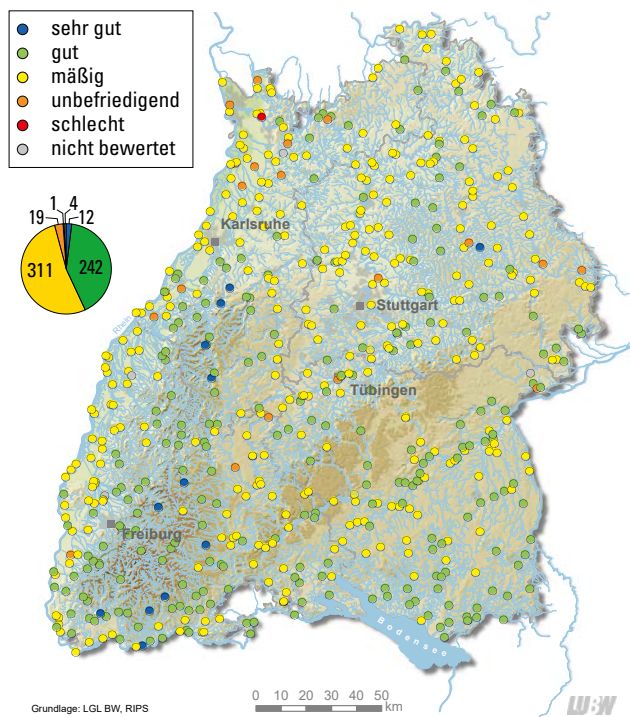 sehr gut
gut
mäßig
unbefriedigend
schlecht
nicht bewertet
1 4
19 12
311 242
Karlsruhe
Rhein
Stuttgart
Tübingen
Freiburg
Bodensee
0 10 20 30 40 50
km
Grundlage: LGL BW, RIPS
LUBW